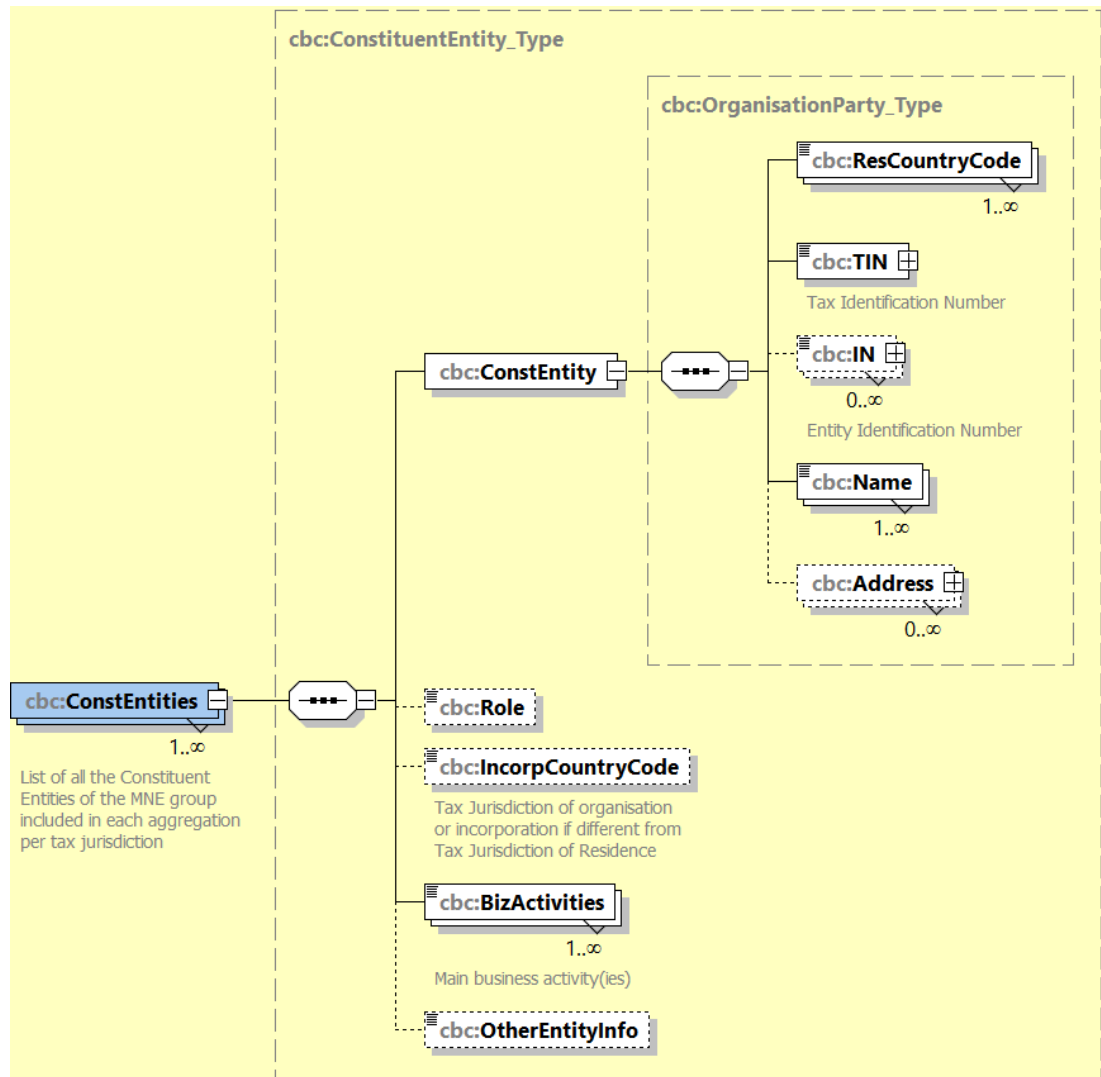 cbc:ConstituentEntity_Type
cbc:OrganisationParty_Type
cbc:ResCountryCode
1..∞
cbc:TIN
Tax Identification Number
cbc:IN
0..∞
Entity Identification Number
cbc:ConstEntity
cbc:Name
1..∞
cbc:Address
0..∞
cbc:ConstEntities
1..∞
List of all the Constituent
Entities of the MNE group
included in each aggregation
per tax jurisdiction
cbc:Role
cbc:IncorpCountryCode
Tax Jurisdiction of organisation
or incorporation if different from
Tax Jurisdiction of Residence
cbc:BizActivities
1..∞
Main business activity(ies)
cbc:OtherEntityInfo